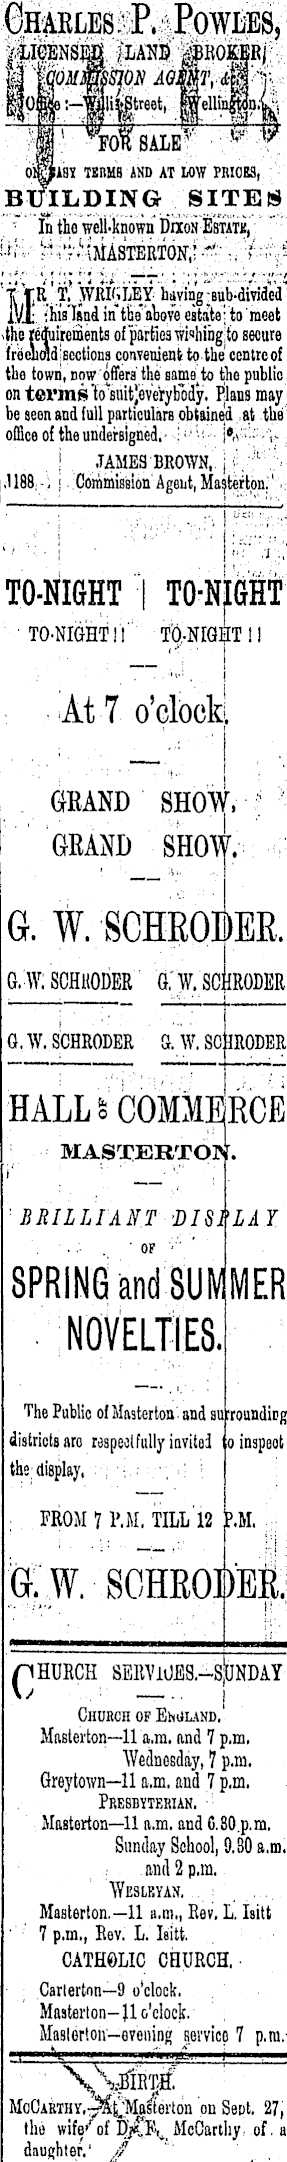 CHARLES P. POWLES,
LICENSED LAND BROKER,
COMMISSION AGENT, &c.
Office:—Willis Street, Wellington.
FOR SALE
ON EASY TERMS AND AT LOW PRICES,
BUILDING SITES
In the well-known DIXON ESTATE,
MASTERTON,
MR T. WRIGLEY having sub-divided
his land in the above estate to meet
the requirements of parties wishing to secure
freehold sections convenient to the centre of
the town, now offers the same to the public
on terms to suit everybody. Plans may
be seen and full particulars obtained at the
office of the undersigned.
JAMES BROWN,
1188 Commission Agent, Masterton.
TO-NIGHT | TO-NIGHT
TO-NIGHT!! TO-NIGHT!!
At 7 o'clock.
GRAND SHOW.
GRAND SHOW.
G. W. SCHRODER.
G. W. SCHRODER G. W. SCHRODER
G. W. SCHRODER G. W. SCHRODER
HALL OF COMMERCE
MASTERTON.
BRILLIANT DISPLAY
OF
SPRING and SUMMER
NOVELTIES.
The Public of Masterton and surrounding
districts are respectfully invited to inspect
the display.
FROM 7 P.M. TILL 12 P.M.
G. W. SCHRODER.
CHURCH SERVICES.—SUNDAY
CHURCH OF ENGLAND.
Masterton—11 a.m. and 7 p.m.
Wednesday, 7 p.m.
Greytown—11 a.m. and 7 p.m.
PRESBYTERIAN.
Masterton—11 a.m. and 6.30 p.m.
Sunday School, 9.30 a.m.
and 2 p.m.
WESLEYAN.
Masterton.—11 a.m., Rev. L. Isitt
7 p.m., Rev. L. Isitt.
CATHOLIC CHURCH.
Carterton—9 o'clock.
Masterton—11 o'clock.
Masterton—evening service 7 p.m.
BIRTH.
MCCARTHY.—At Masterton on Sept. 27,
the wife of D. F. McCarthy of a
daughter.